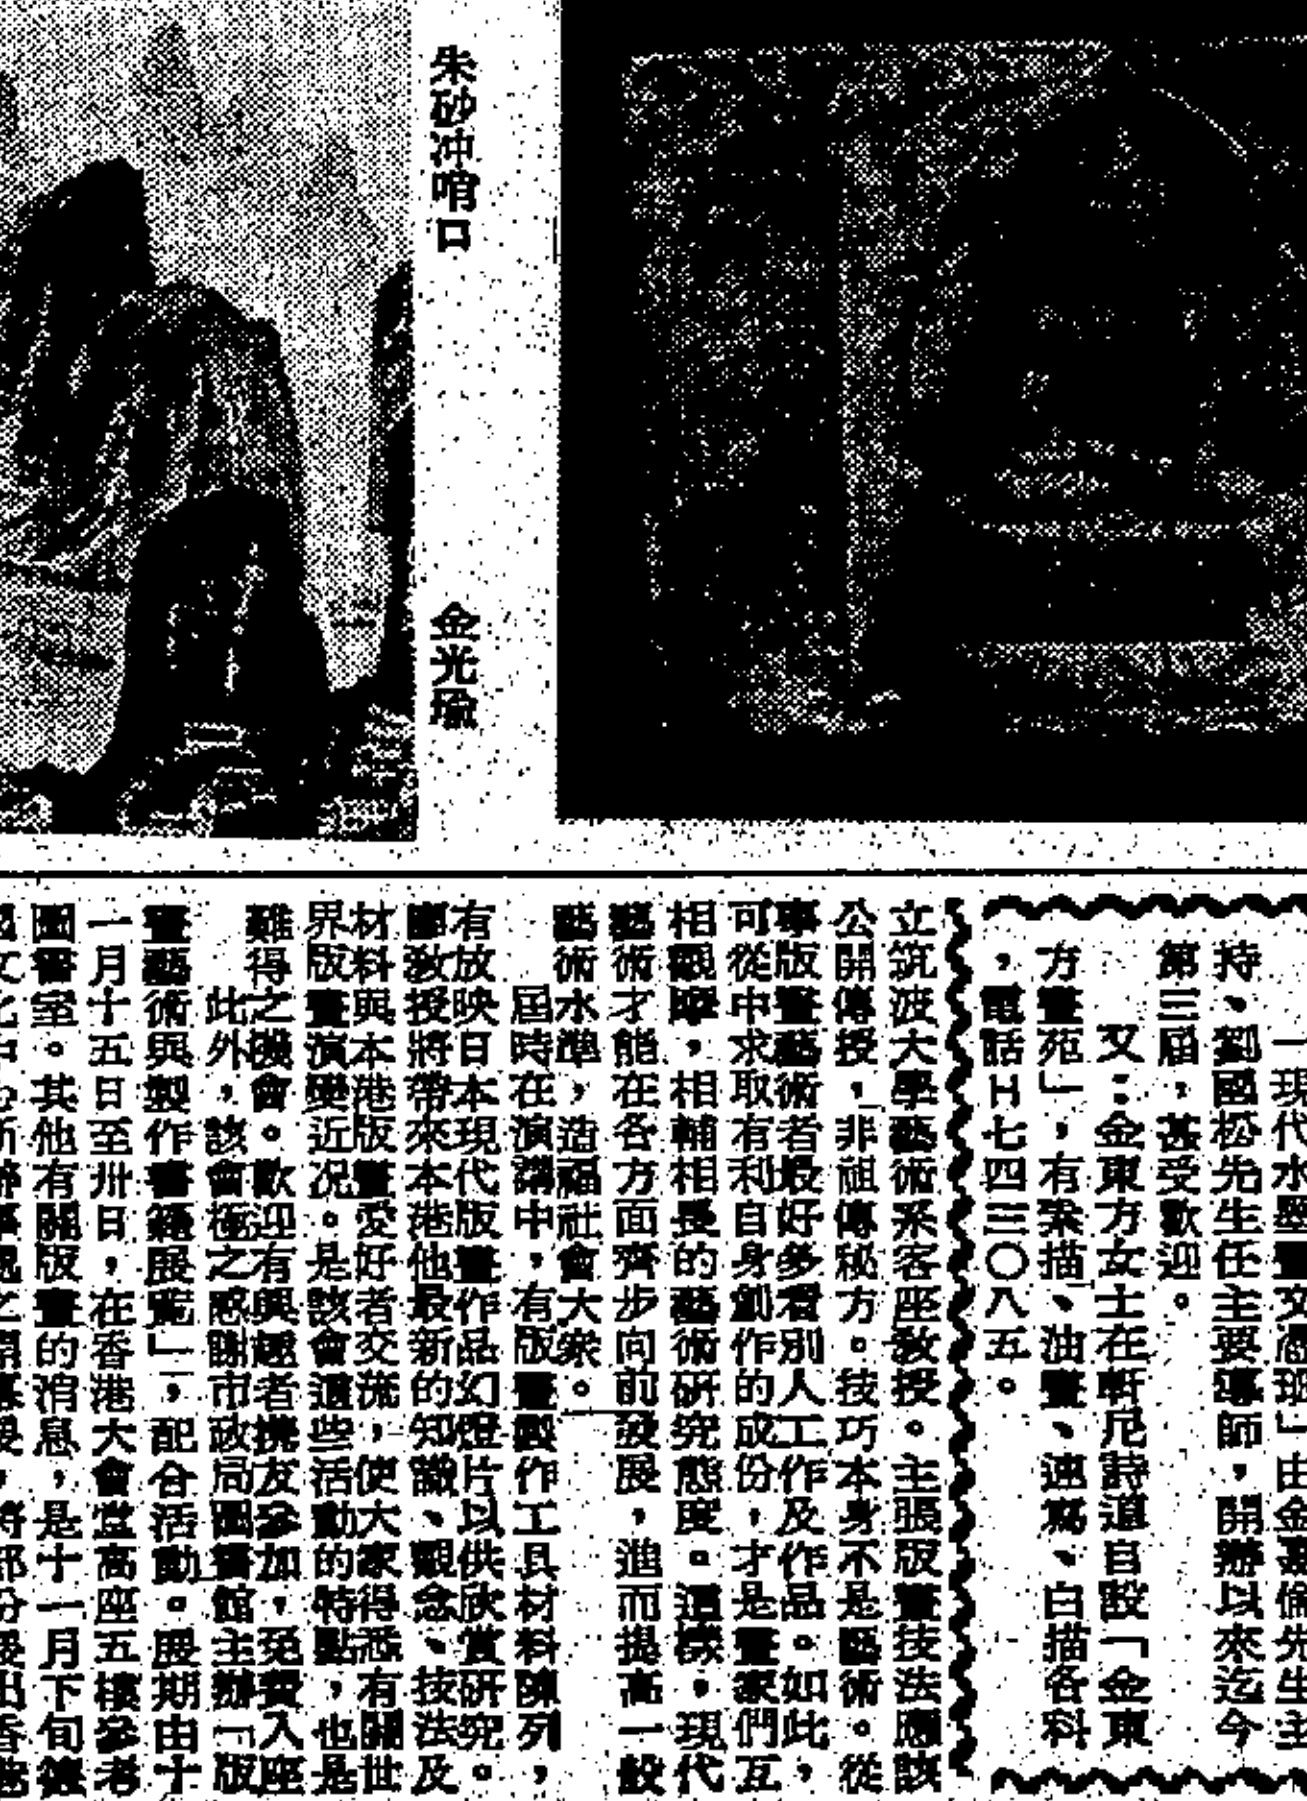 朱砂冲哨口
金光瑜
「現代水墨畫文憑班」由金嘉倫先生主
持、劉國松先生任主要導師,開辦以來迄今
第三屆,甚受歡迎。
又:金東方女士在軒尼詩道自設「金東
方畫苑」,有素描、油畫、速寫、白描各科
,電話H七四三〇八五。
立筑波大學藝術系客座教授。主張版畫技法應該
公開傳授,非祖傳秘方。技巧本身不是藝術。從
事版畫藝術者最好多看別人工作及作品。如此,
可從中求取有利自身創作的成份,才是畫家們互
相觀摩,相輔相長的藝術研究態度。這樣,現代
藝術才能在各方面齊步向前發展,進而提高一般
藝術水準,造福社會大衆。
屆時在演講中,有版畫製作工具材料陳列,
有放映日本現代版畫作品幻燈片以供欣賞研究。
教授將帶來本港他最新的知識、觀念、技法及
材料與本港版畫愛好者交流,使大家得悉有關世
界版畫演變近況。是該會這些活動的特點,也是
難得之機會。歡迎有興趣者携友參加,免費入座
此外,該會極之感謝市政局圖書館主辦「版
畫藝術與製作書籍展覽」,配合活動。展期由十
一月十五日至卅日,在香港大會堂高座五樓參考
圖書室。其他有關版畫的消息,是十一月下旬